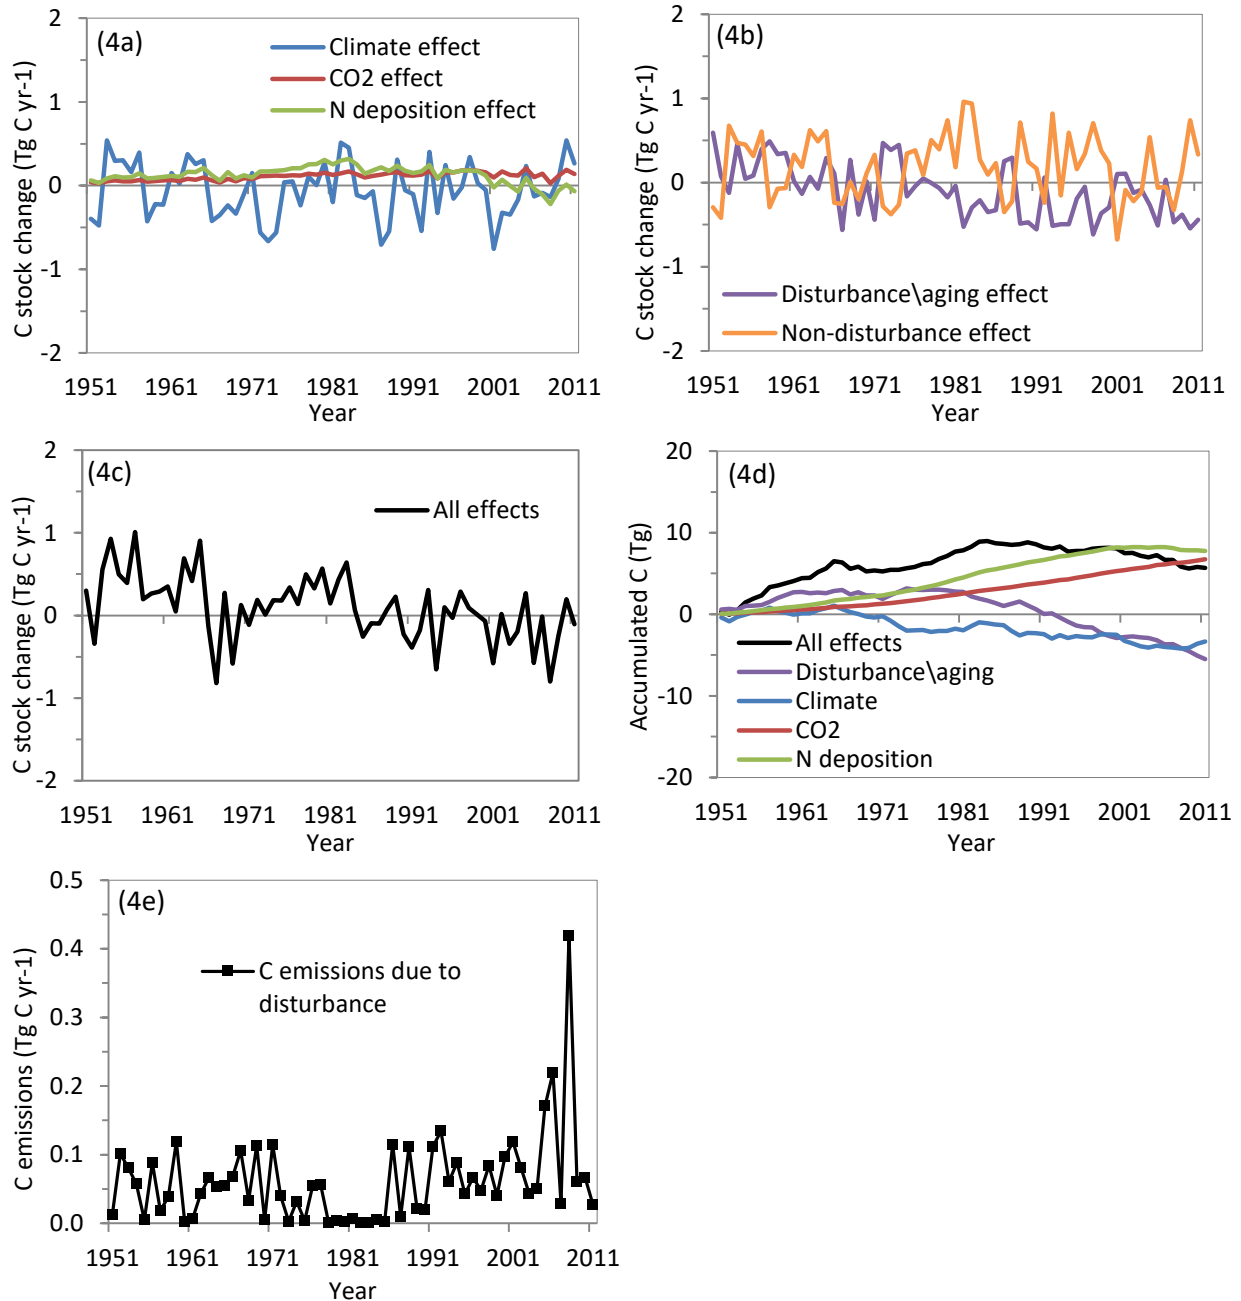 (4a)
Climate effect
CO2 effect
N deposition effect
C stock change (Tg C yr-1)
2
1
0
-1
-2
1951 1961 1971 1981 1991 2001 2011
Year
(4b)
Disturbance\aging effect
Non-disturbance effect
C stock change (Tg C yr-1)
2
1
0
-1
-2
1951 1961 1971 1981 1991 2001 2011
Year
(4c)
All effects
C stock change (Tg C yr-1)
2
1
0
-1
-2
1951 1961 1971 1981 1991 2001 2011
Year
(4d)
All effects
Disturbance\aging
Climate
CO2
N deposition
Accumulated C (Tg)
20
10
0
-10
-20
1951 1961 1971 1981 1991 2001 2011
Year
(4e)
C emissions due to
disturbance
C emissions (Tg C yr-1)
0.5
0.4
0.3
0.2
0.1
0.0
1951 1961 1971 1981 1991 2001 2011
Year